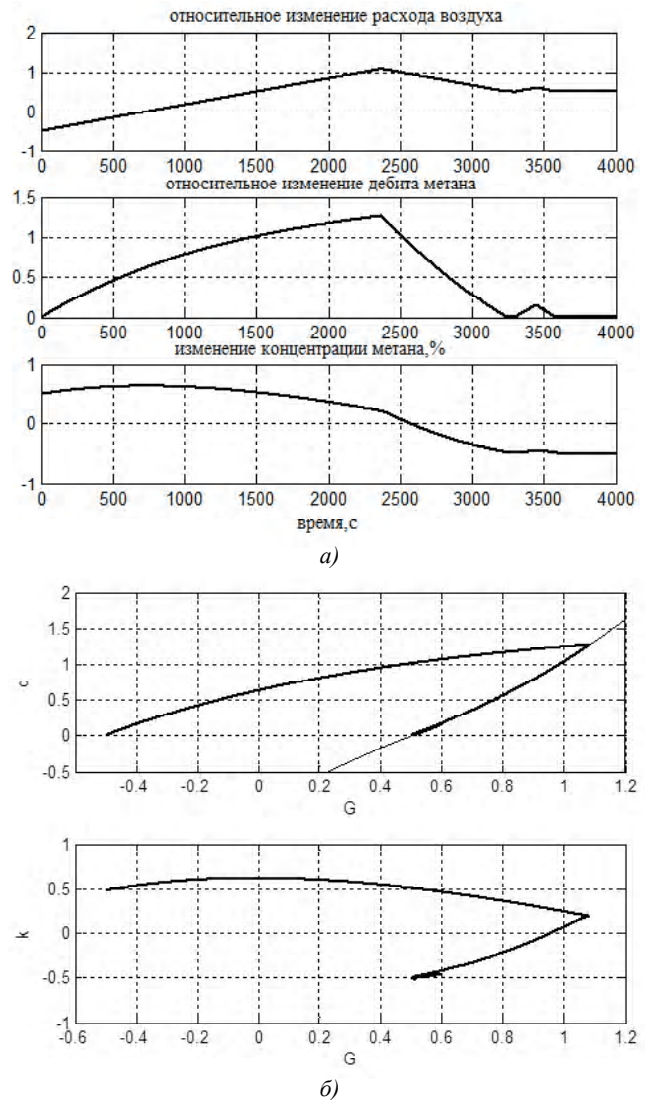 относительное изменение расхода воздуха
2
1
0
-1
0 500 1000 1500 2000 2500 3000 3500 4000
относительное изменение дебита метана
1.5
1
0.5
0
0 500 1000 1500 2000 2500 3000 3500 4000
изменение концентрации метана,%
1
0
-1
0 500 1000 1500 2000 2500 3000 3500 4000
время,с
а)
2
1.5
1
0.5
0
-0.5
c
-0.4 -0.2 0 0.2 0.4 0.6 0.8 1 1.2
G
1
0.5
0
-0.5
-1
k
-0.6 -0.4 -0.2 0 0.2 0.4 0.6 0.8 1 1.2
G
б)